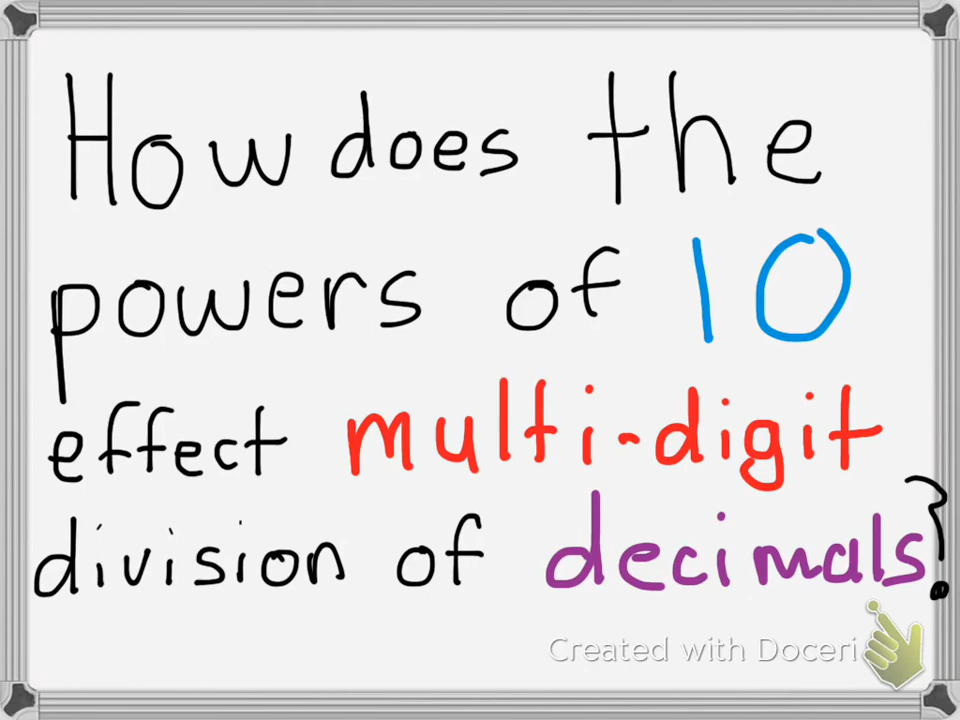 How does the
powers of 10
effect multi-digit
division of decimals?
Created with Doceri